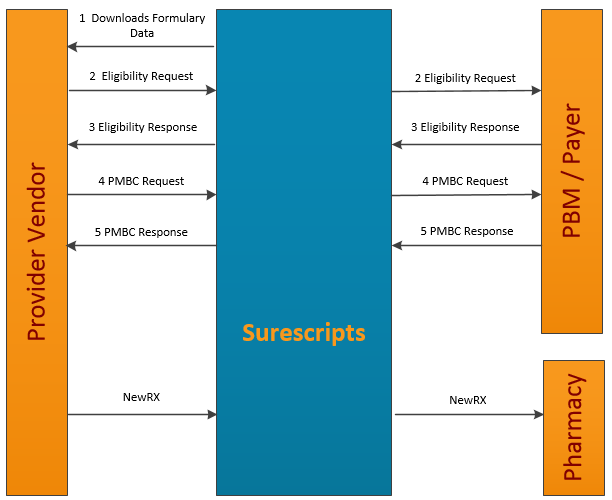 1  Downloads Formulary
Data
2  Eligibility Request
2 Eligibility Request
3 Eligibility Response
3 Eligibility Response
4 PMBC Request
4 PMBC Request
5 PMBC Response
5 PMBC Response
Provider Vendor
PBM / Payer
Surescripts
NewRX
NewRX
Pharmacy